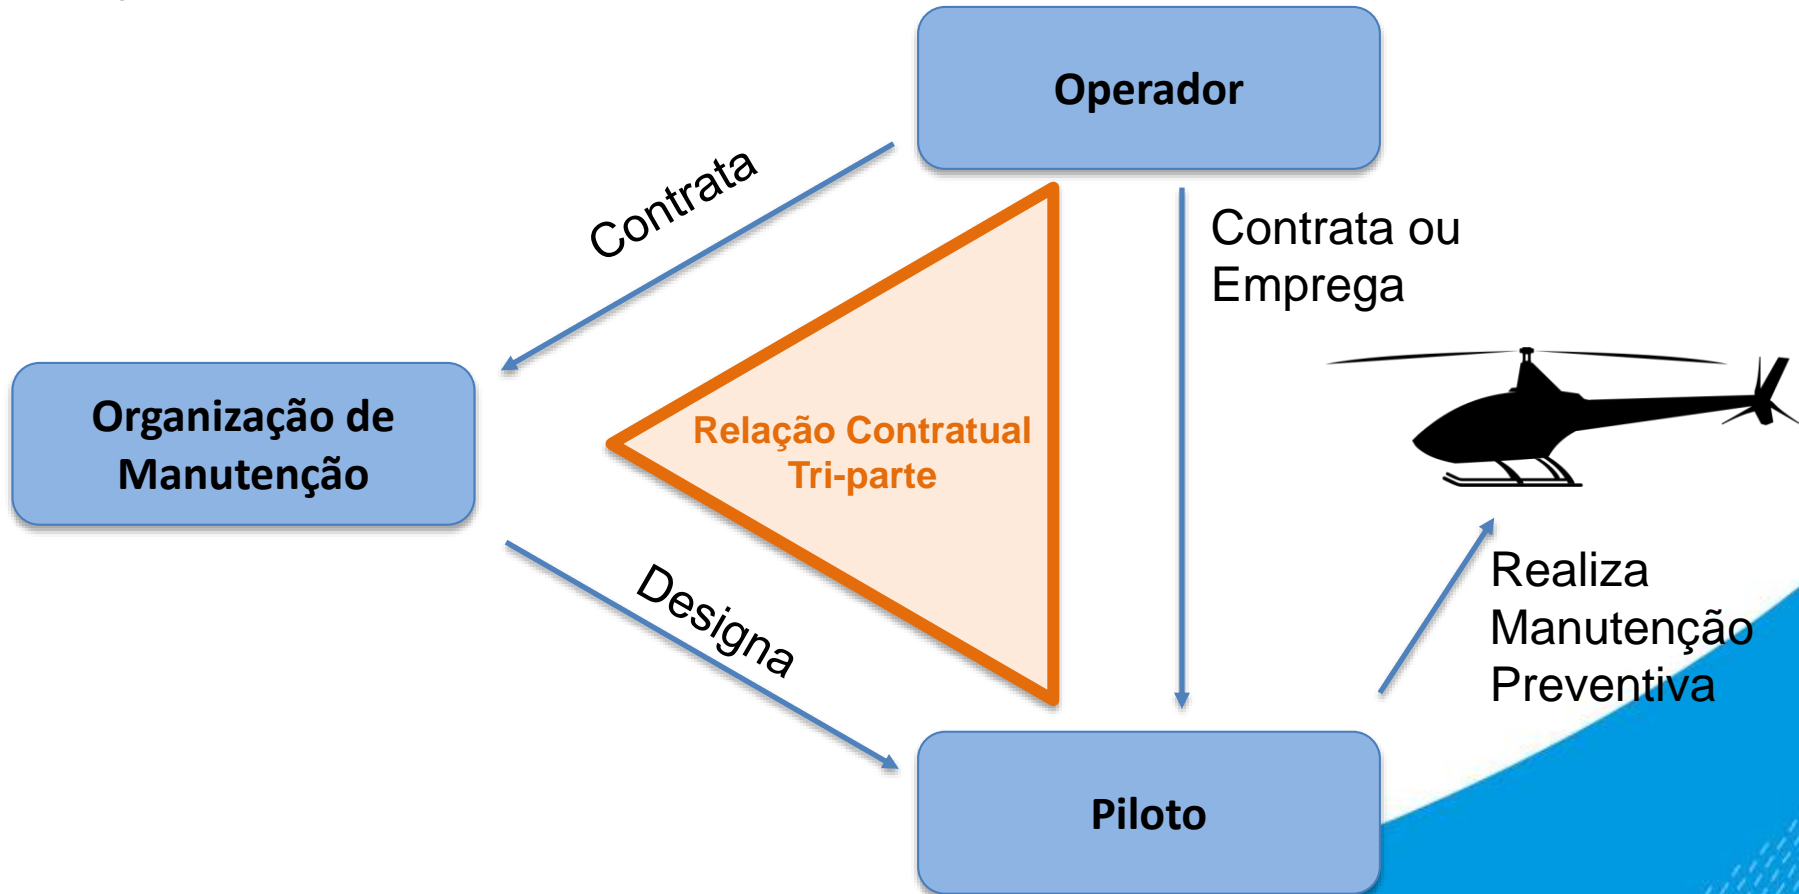 Operador
Contrata
Contrata ou
Emprega
Organização de
Manutenção
Relação Contratual
Tri-parte
Designa
Realiza
Manutenção
Preventiva
Piloto